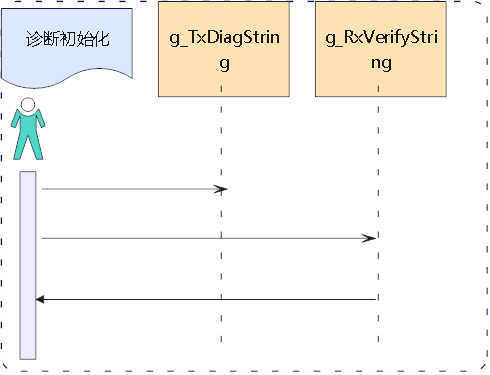 诊断初始化
g_TxDiagStrin
g
g_RxVerifyStri
ng